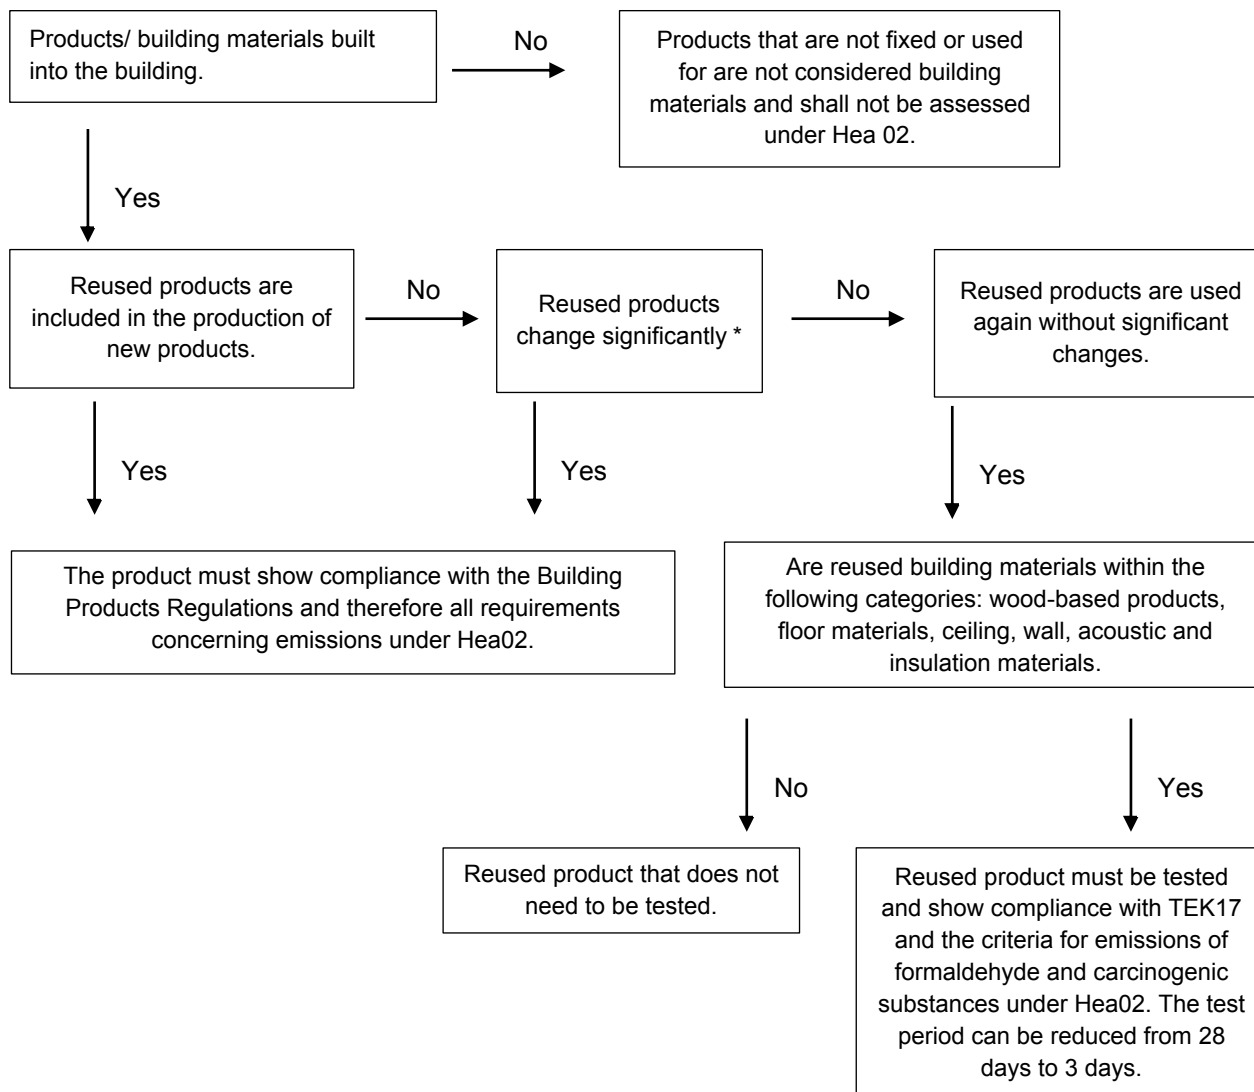 Products/ building materials built
into the building.
No
Products that are not fixed or used
for are not considered building
materials and shall not be assessed
under Hea 02.
Yes
Reused products are
included in the production of
new products.
No
Reused products
change significantly *
No
Reused products are used
again without significant
changes.
Yes
Yes
Yes
The product must show compliance with the Building
Products Regulations and therefore all requirements
concerning emissions under Hea02.
Are reused building materials within the
following categories: wood-based products,
floor materials, ceiling, wall, acoustic and
insulation materials.
No
Yes
Reused product that does not
need to be tested.
Reused product must be tested
and show compliance with TEK17
and the criteria for emissions of
formaldehyde and carcinogenic
substances under Hea02. The test
period can be reduced from 28
days to 3 days.